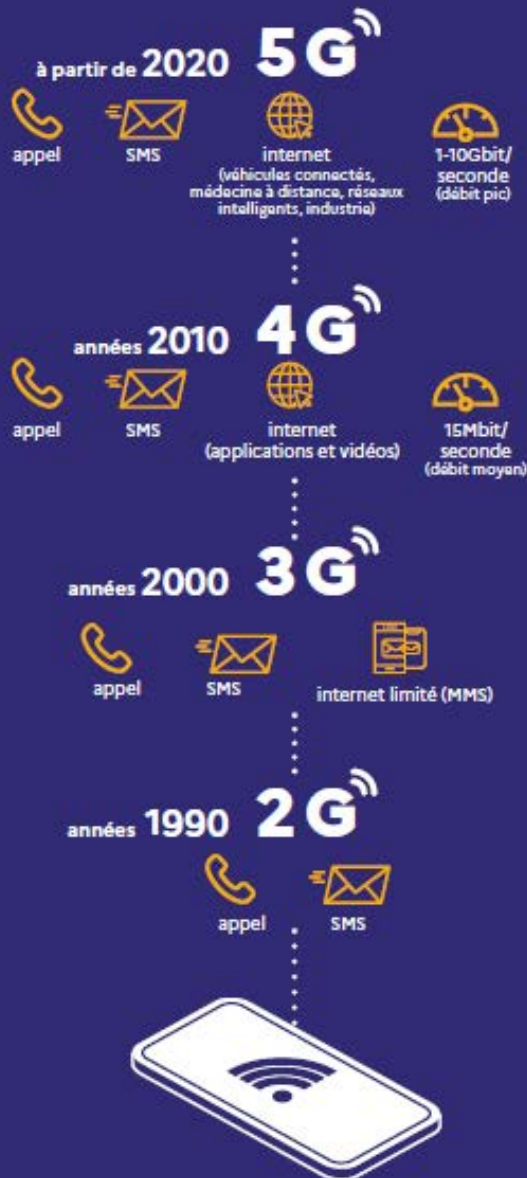 à partir de 2020 5G
appel
SMS
internet
(véhicules connectés,
médecine à distance, réseaux
intelligents, industrie)
1-10Gbit/
seconde
(débit pic)
années 2010 4G
appel
SMS
internet
(applications et vidéos)
15Mbit/
seconde
(débit moyen)
années 2000 3G
appel
SMS
internet limité (MMS)
années 1990 2G
appel
SMS